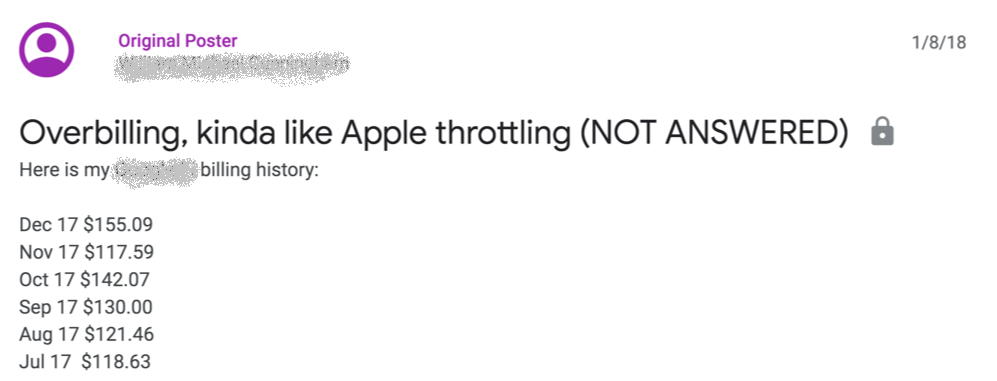 Original Poster
1/8/18
Overbilling, kinda like Apple throttling (NOT ANSWERED)
Here is my billing history:
Dec 17 $155.09
Nov 17 $117.59
Oct 17 $142.07
Sep 17 $130.00
Aug 17 $121.46
Jul 17 $118.63